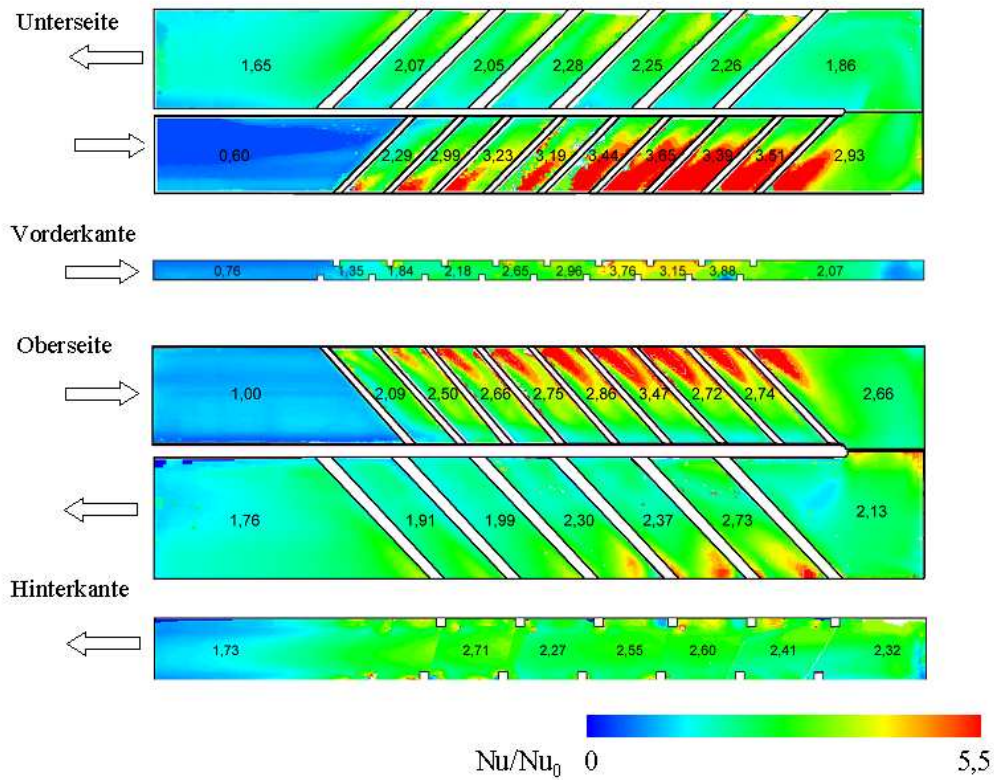 Unterseite
1,65 2,07 2,05 2,28 2,25 2,26 1,86
0,60 2,29 2,99 3,23 3,19 3,44 3,65 3,39 3,51 2,93
Vorderkante
0,76 1,35 1,84 2,18 2,65 2,96 3,76 3,15 3,88 2,07
Oberseite
1,00 2,09 2,50 2,66 2,75 2,86 3,47 2,72 2,74 2,66
1,76 1,91 1,99 2,30 2,37 2,73 2,13
Hinterkante
1,73 2,71 2,27 2,55 2,60 2,41 2,32
Nu/Nu₀ 0 5,5